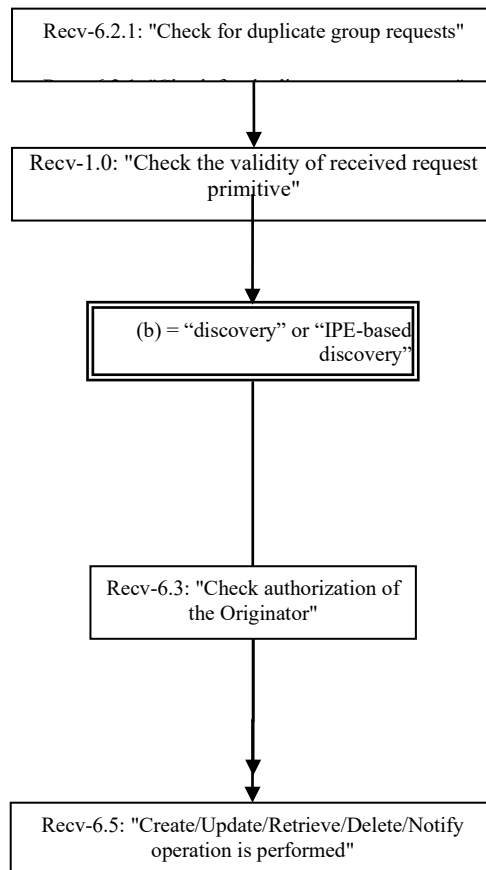 Recv-6.2.1: "Check for duplicate group requests"
Recv-1.0: "Check the validity of received request
primitive"
(b) = “discovery” or “IPE-based
discovery”
Recv-6.3: "Check authorization of
the Originator"
Recv-6.5: "Create/Update/Retrieve/Delete/Notify
operation is performed"